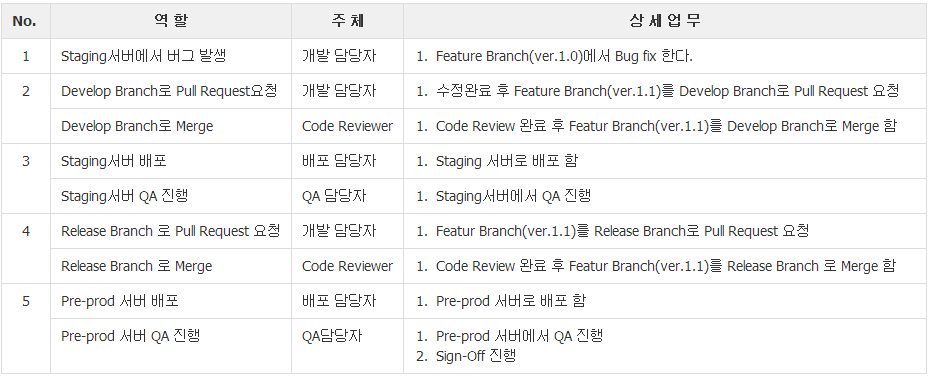 No. 역 할 주 체 상 세 업 무
1 Staging서버에서 버그 발생 개발 담당자 1. Feature Branch(ver.1.0)에서 Bug fix 한다.
2 Develop Branch로 Pull Request요청 개발 담당자 1. 수정완료 후 Feature Branch(ver.1.1)를 Develop Branch로 Pull Request 요청
Develop Branch로 Merge Code Reviewer 1. Code Review 완료 후 Featur Branch(ver.1.1)를 Develop Branch로 Merge 함
3 Staging서버 배포 배포 담당자 1. Staging 서버로 배포 함
Staging서버 QA 진행 QA 담당자 1. Staging서버에서 QA 진행
4 Release Branch 로 Pull Request 요청 개발 담당자 1. Featur Branch(ver.1.1)를 Release Branch로 Pull Request 요청
Release Branch 로 Merge Code Reviewer 1. Code Review 완료 후 Featur Branch(ver.1.1)를 Release Branch 로 Merge 함
5 Pre-prod 서버 배포 배포 담당자 1. Pre-prod 서버로 배포 함
Pre-prod 서버 QA 진행 QA담당자 1. Pre-prod 서버에서 QA 진행
2. Sign-Off 진행